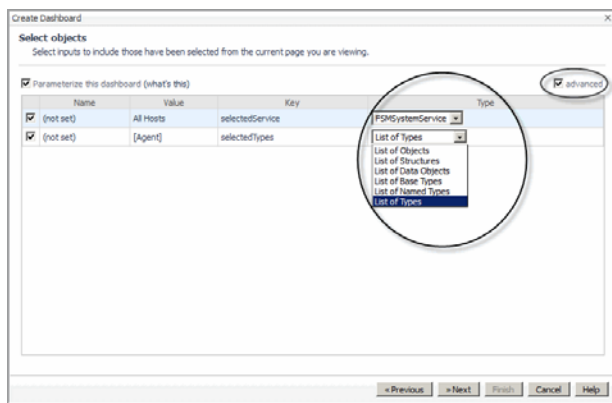 Create Dashboard
Select objects
Select inputs to include those have been selected from the current page you are viewing.
Parameterize this dashboard (what's this) advanced
Name Value Key Type
(not set) All Hosts selectedService FSMSystemService
(not set) [Agent] selectedTypes List of Types
List of Objects
List of Structures
List of Data Objects
List of Base Types
List of Named Types
List of Types
« Previous » Next Finish Cancel Help